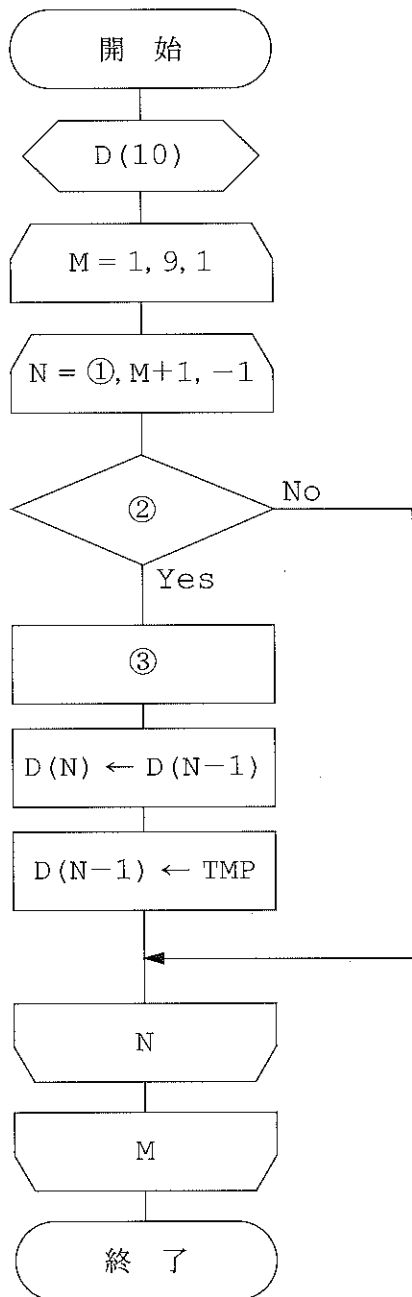 開 始
D(10)
M = 1, 9, 1
N = ①, M+1, -1
②
No
Yes
③
D(N) ← D(N-1)
D(N-1) ← TMP
N
M
終 了